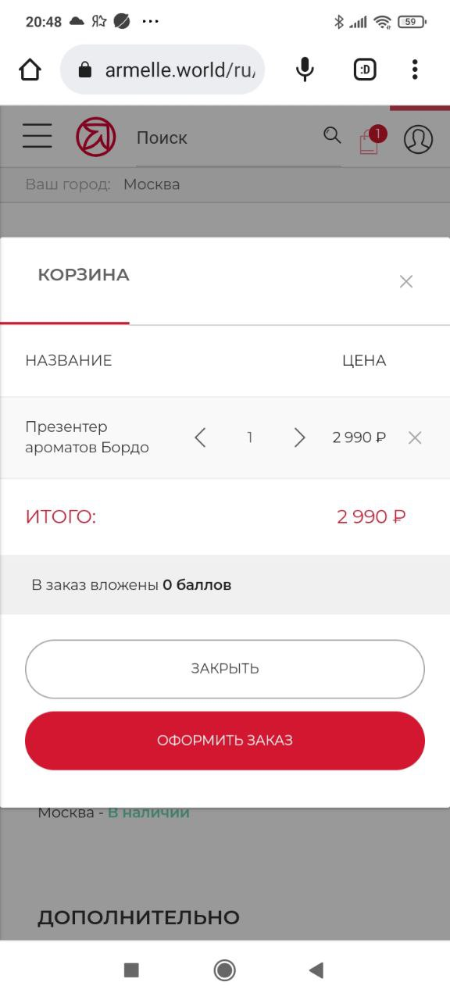 20:48 Я ...
59
armelle.world/ru/
:D
Поиск
1
Ваш город: Москва
КОРЗИНА
НАЗВАНИЕ ЦЕНА
Презентер
ароматов Бордо
1 2 990 ₽
ИТОГО: 2 990 ₽
В заказ вложены 0 баллов
ЗАКРЫТЬ
ОФОРМИТЬ ЗАКАЗ
Москва - В наличии
ДОПОЛНИТЕЛЬНО